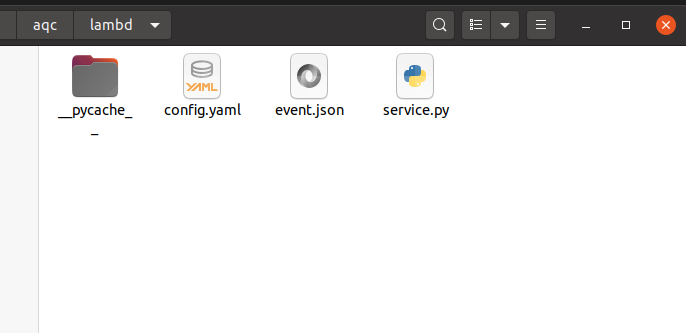 aqc lambd
YAML
__pycache_ config.yaml event.json service.py
_